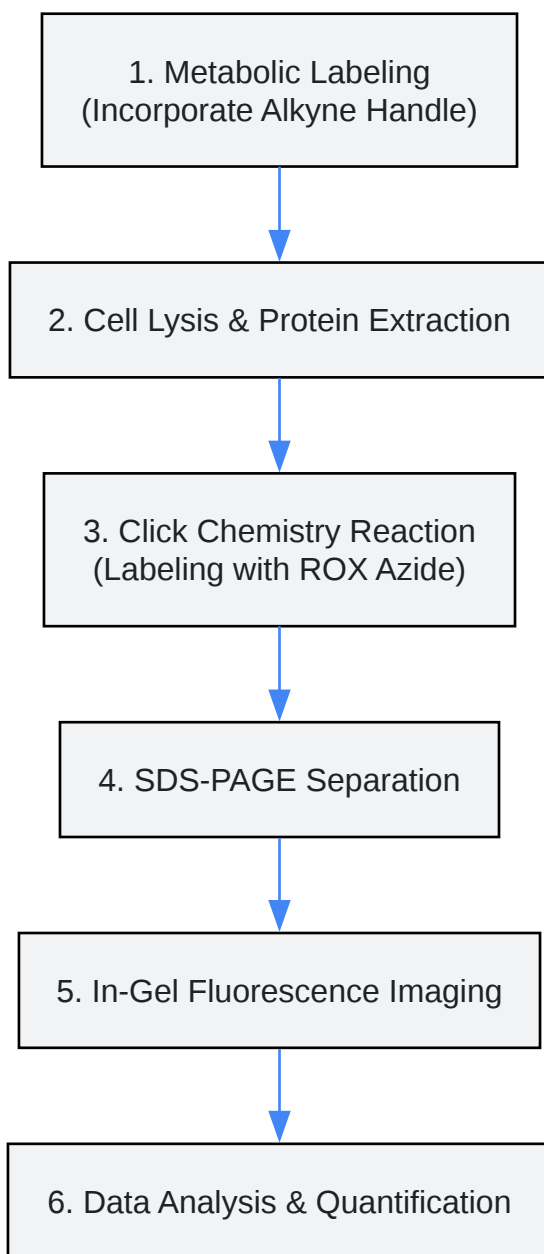 1. Metabolic Labeling
(Incorporate Alkyne Handle)
2. Cell Lysis & Protein Extraction
3. Click Chemistry Reaction
(Labeling with ROX Azide)
4. SDS-PAGE Separation
5. In-Gel Fluorescence Imaging
6. Data Analysis & Quantification